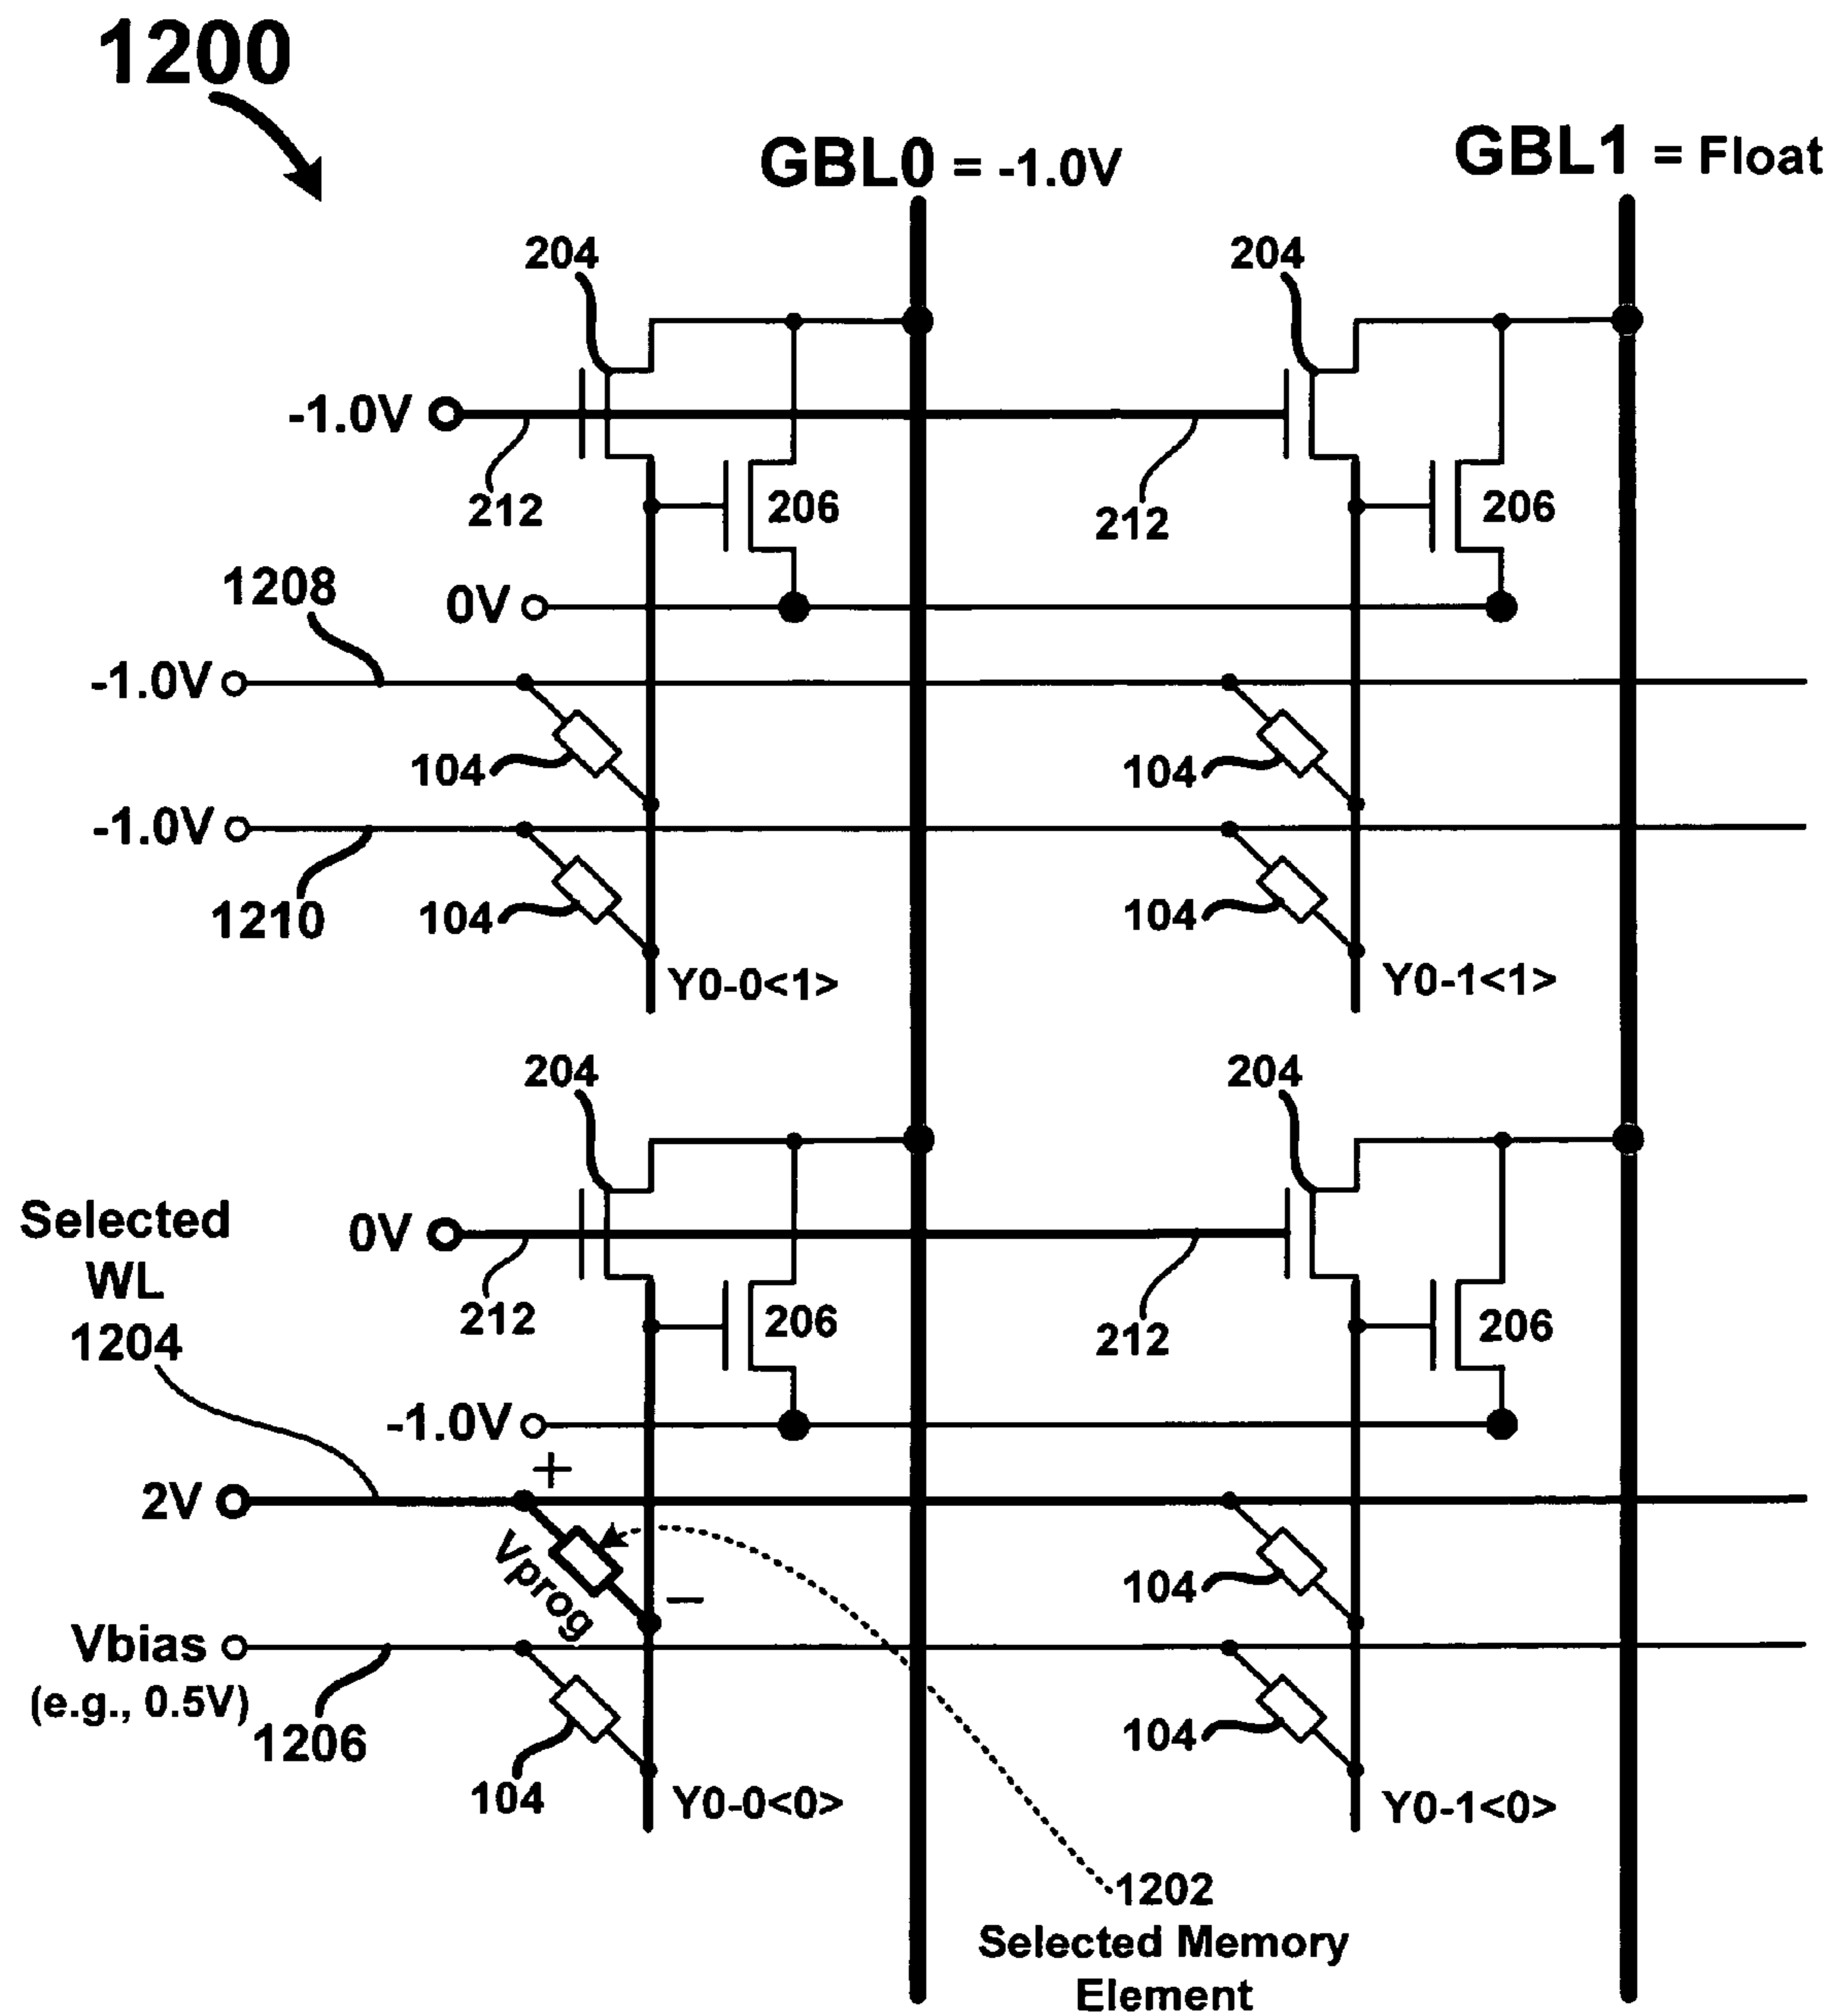 1200
GBL0 = -1.0V
GBL1 = Float
204
204
-1.0V
212
206
212
206
1208
0V
-1.0V
104
104
-1.0V
1210
104
104
Y0-0<1>
Y0-1<1>
204
204
Selected
WL
1204
0V
212
206
212
206
-1.0V
+
2V
Vprog
−
104
Vbias
(e.g., 0.5V)
1206
104
104
Y0-0<0>
Y0-1<0>
1202
Selected Memory
Element